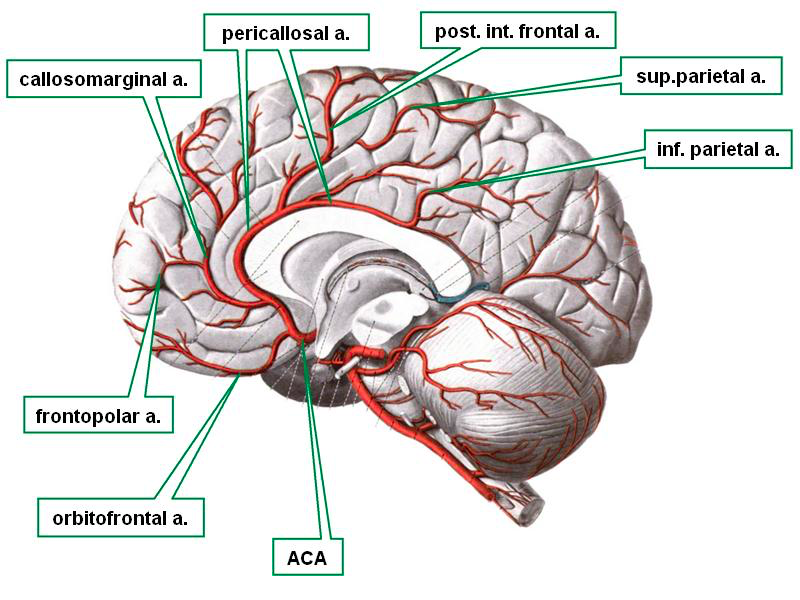 pericallosal a.
post. int. frontal a.
callosomarginal a.
sup.parietal a.
inf. parietal a.
frontopolar a.
orbitofrontal a.
ACA